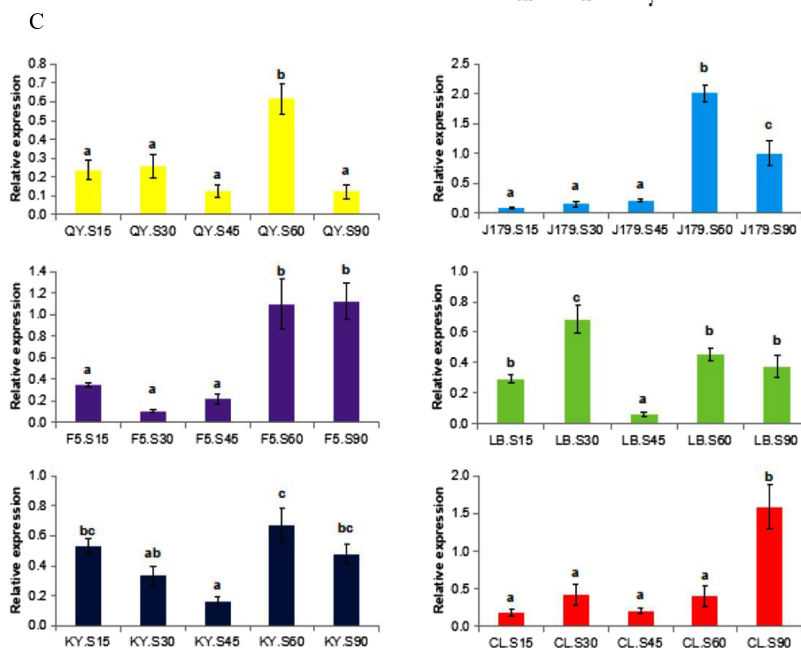 C
Relative expression
0.8
0.7
0.6
0.5
0.4
0.3
0.2
0.1
0.0
a
a
a
b
a
QY.S15 QY.S30 QY.S45 QY.S60 QY.S90
Relative expression
2.5
2.0
1.5
1.0
0.5
0.0
a
a
a
b
c
J179.S15 J179.S30 J179.S45 J179.S60 J179.S90
Relative expression
1.4
1.2
1.0
0.8
0.6
0.4
0.2
0.0
a
a
a
b
b
F5.S15 F5.S30 F5.S45 F5.S60 F5.S90
Relative expression
1.0
0.8
0.6
0.4
0.2
0.0
b
c
a
b
b
LB.S15 LB.S30 LB.S45 LB.S60 LB.S90
Relative expression
1.0
0.8
0.6
0.4
0.2
0.0
bc
ab
a
c
bc
KY.S15 KY.S30 KY.S45 KY.S60 KY.S90
Relative expression
2.0
1.5
1.0
0.5
0.0
a
a
a
a
b
CL.S15 CL.S30 CL.S45 CL.S60 CL.S90